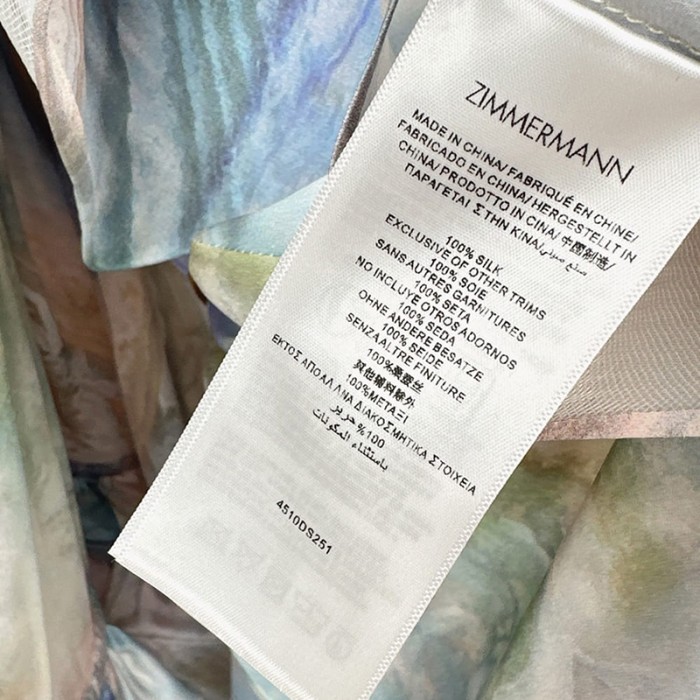 ZIMMERMANN
MADE IN CHINA/ FABRIQUÉ EN CHINE/
FABRICADO EN CHINA/ HERGESTELLT IN
CHINA/ PRODOTTO IN CINA/ 中国制造/
ΠΑΡΑΓΕΤΑΙ ΣΤΗΝ ΚΙΝΑ/ صنع صيني
100% SILK
EXCLUSIVE OF OTHER TRIMS
100% SOIE
SANS AUTRES GARNITURES
100% SETA
NO INCLUYE OTROS ADORNOS
100% SEDA
OHNE ANDERE BESATZE
100% SEIDE
SENZA ALTRE FINITURE
100%桑蚕丝
其他辅料除外
100%ΜΕΤΑΞΙ
ΕΚΤΟΣ ΑΠΟ ΑΛΛΑ ΔΙΑΚΟΣΜΗΤΙΚΑ ΣΤΟΙΧΕΙΑ
100% حرير
باستثناء المكونات
4510DS251